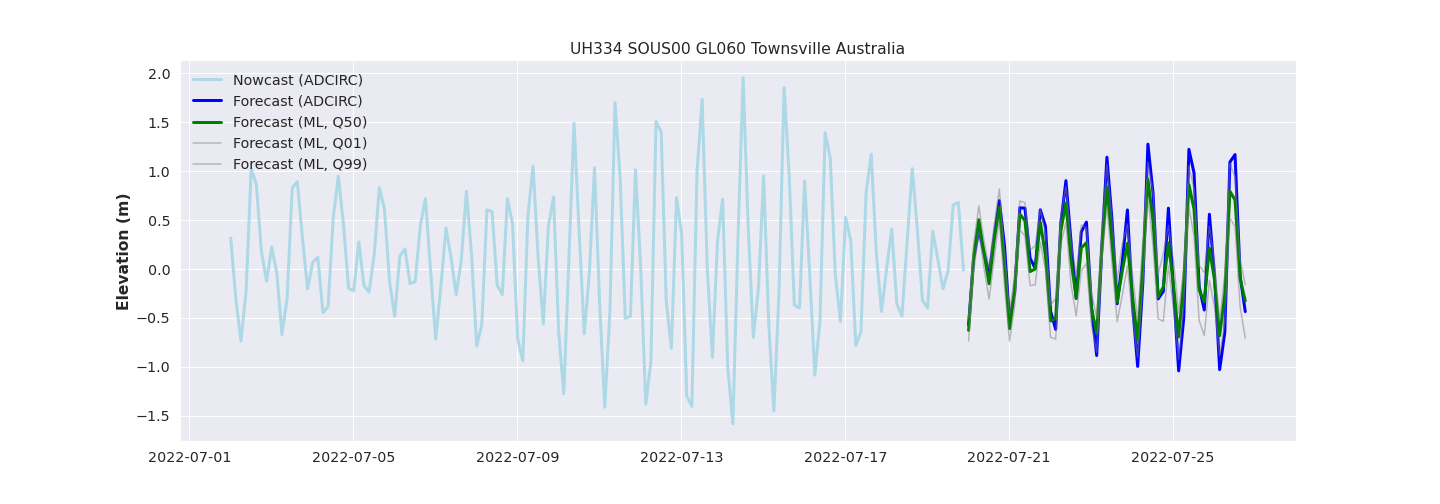 UH334 SOUS00 GL060 Townsville Australia
Nowcast (ADCIRC)
Forecast (ADCIRC)
Forecast (ML, Q50)
Forecast (ML, Q01)
Forecast (ML, Q99)
Elevation (m)
2.0
1.5
1.0
0.5
0.0
−0.5
−1.0
−1.5
2022-07-01 2022-07-05 2022-07-09 2022-07-13 2022-07-17 2022-07-21 2022-07-25